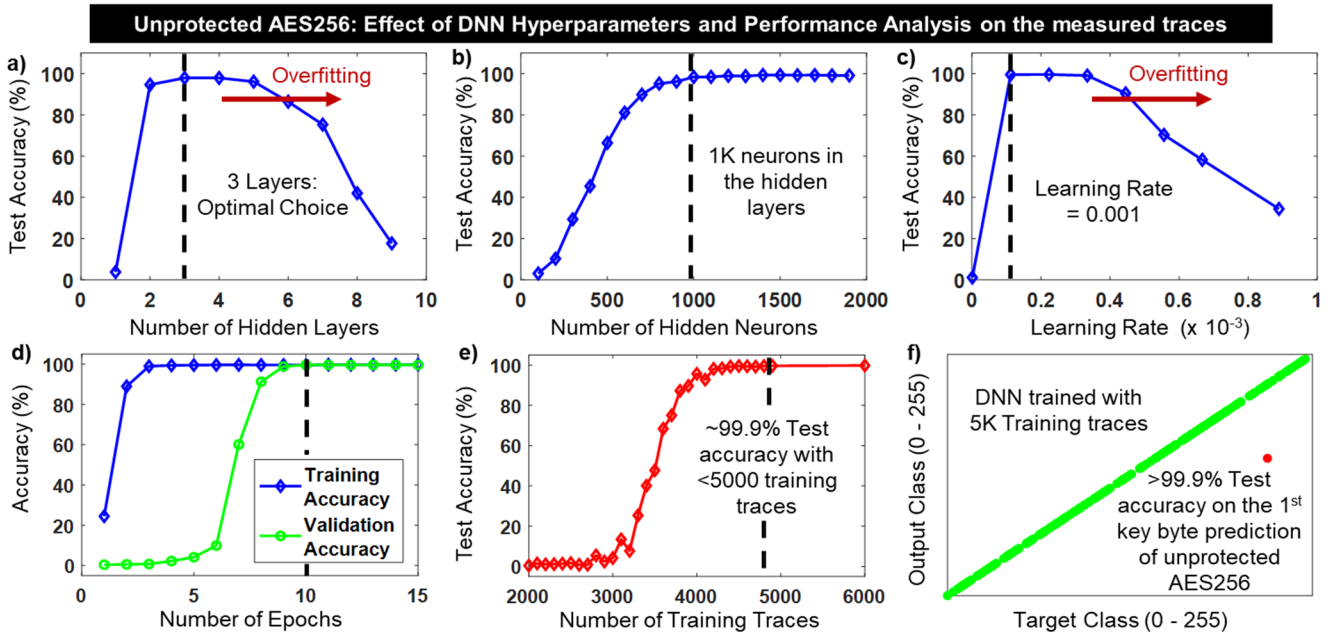 Unprotected AES256: Effect of DNN Hyperparameters and Performance Analysis on the measured traces
a)
Test Accuracy (%)
100
80
60
40
20
0
Overfitting
3 Layers:
Optimal Choice
0 2 4 6 8 10
Number of Hidden Layers
b)
Test Accuracy (%)
100
80
60
40
20
0
1K neurons in
the hidden
layers
0 500 1000 1500 2000
Number of Hidden Neurons
c)
Test Accuracy (%)
100
80
60
40
20
0
Overfitting
Learning Rate
= 0.001
0 0.2 0.4 0.6 0.8 1
Learning Rate (x 10-3)
d)
Accuracy (%)
100
80
60
40
20
0
Training
Accuracy
Validation
Accuracy
0 5 10 15
Number of Epochs
e)
Test Accuracy (%)
100
80
60
40
20
0
~99.9% Test
accuracy with
<5000 training
traces
2000 3000 4000 5000 6000
Number of Training Traces
f)
Output Class (0 - 255)
DNN trained with
5K Training traces
>99.9% Test
accuracy on the 1st
key byte prediction
of unprotected
AES256
Target Class (0 - 255)